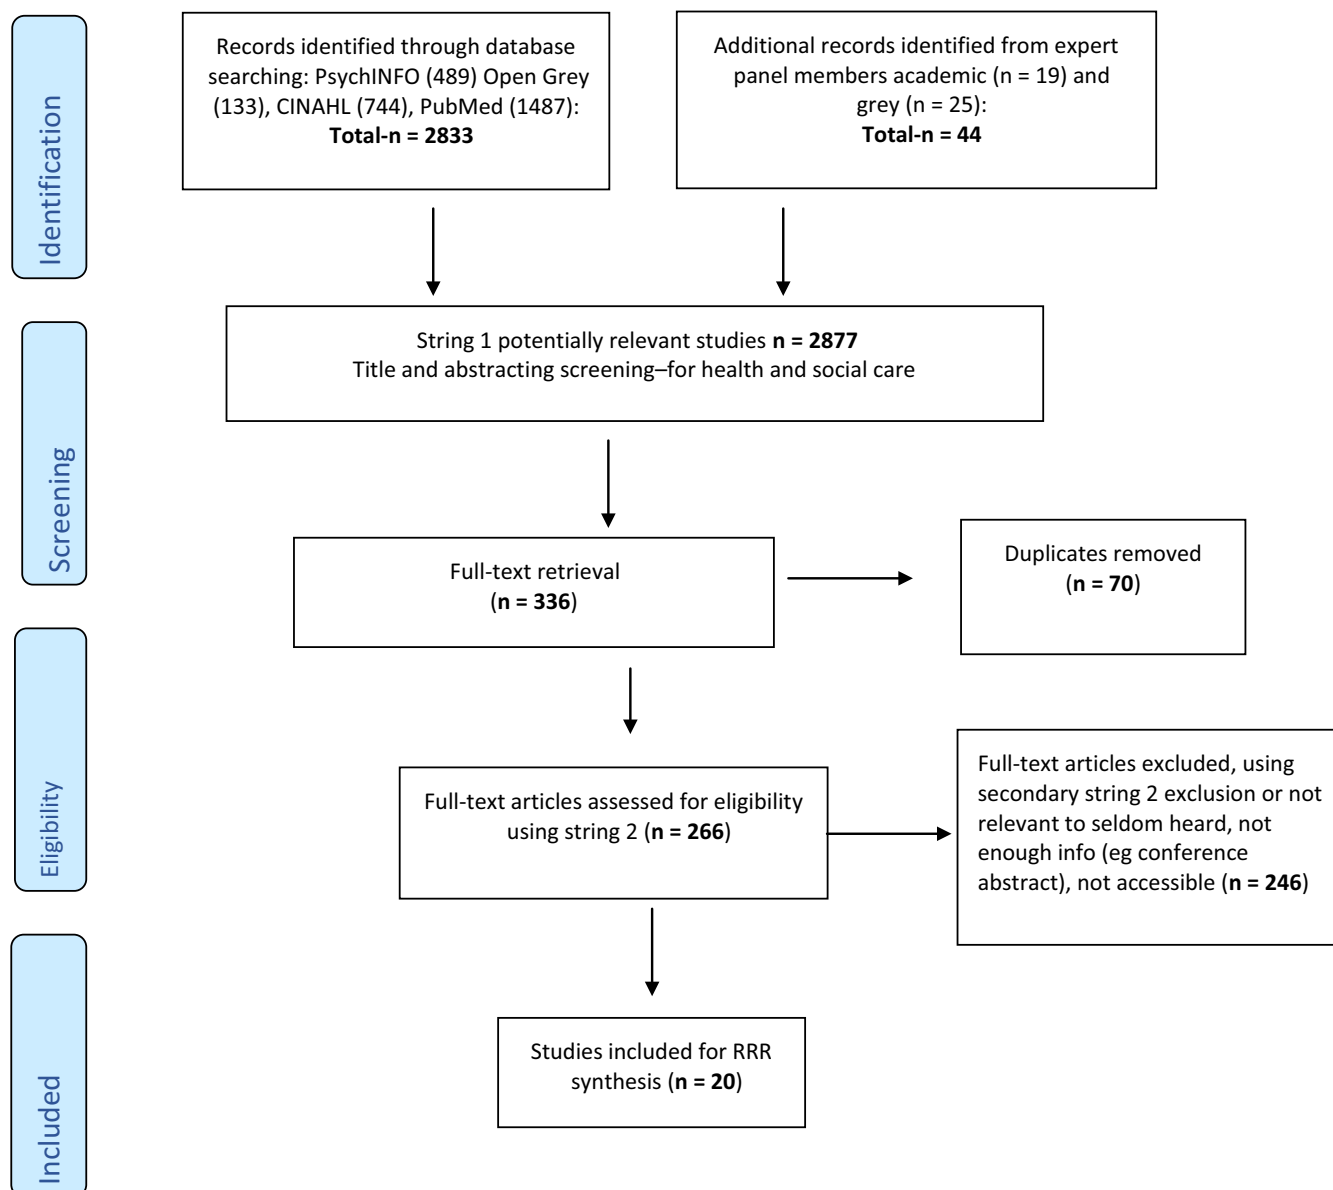 Identification
Records identified through database
searching: PsychINFO (489) Open Grey
(133), CINAHL (744), PubMed (1487):
Total-n = 2833
Additional records identified from expert
panel members academic (n = 19) and
grey (n = 25):
Total-n = 44
Screening
String 1 potentially relevant studies n = 2877
Title and abstracting screening–for health and social care
Full-text retrieval
(n = 336)
Duplicates removed
(n = 70)
Eligibility
Full-text articles assessed for eligibility
using string 2 (n = 266)
Full-text articles excluded, using
secondary string 2 exclusion or not
relevant to seldom heard, not
enough info (eg conference
abstract), not accessible (n = 246)
Included
Studies included for RRR
synthesis (n = 20)